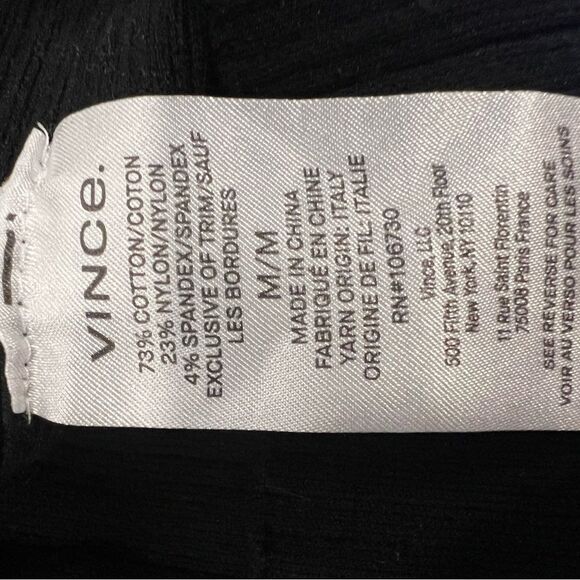 VINCE.
73% COTTON/COTON
23% NYLON/NYLON
4% SPANDEX/SPANDEX
EXCLUSIVE OF TRIM/SAUF
LES BORDURES
M/M
MADE IN CHINA
FABRIQUÉ EN CHINE
YARN ORIGIN: ITALY
ORIGINE DE FIL: ITALIE
RN#106730
Vince, LLC
500 Fifth Avenue, 20th Floor
New York, NY 10110
11 Rue Saint Florentin
75008 Paris France
SEE REVERSE FOR CARE
VOIR AU VERSO POUR LES SOINS